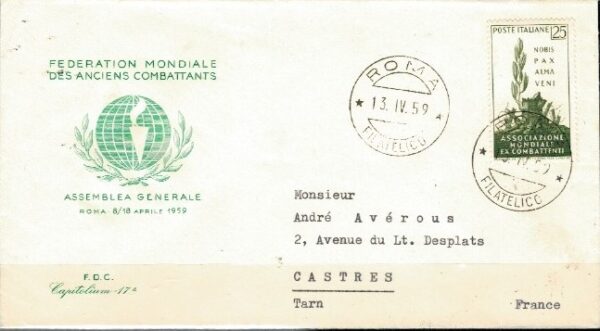 FEDERATION MONDIALE
DES ANCIENS COMBATTANTS
ASSEMBLEA GENERALE
ROMA - 8/18 APRILE 1959
F.D.C.
Capitolium - 17a
ROMA
* 13. IV. 59 *
FILATELICO
POSTE ITALIANE 25
NOBIS
PAX
ALMA
VENI
ASSOCIAZIONE
MONDIALE
EX COMBATTENTI
FILATELICO
Monsieur
André Avérous
2, Avenue du Lt. Desplats
CASTRES
Tarn France